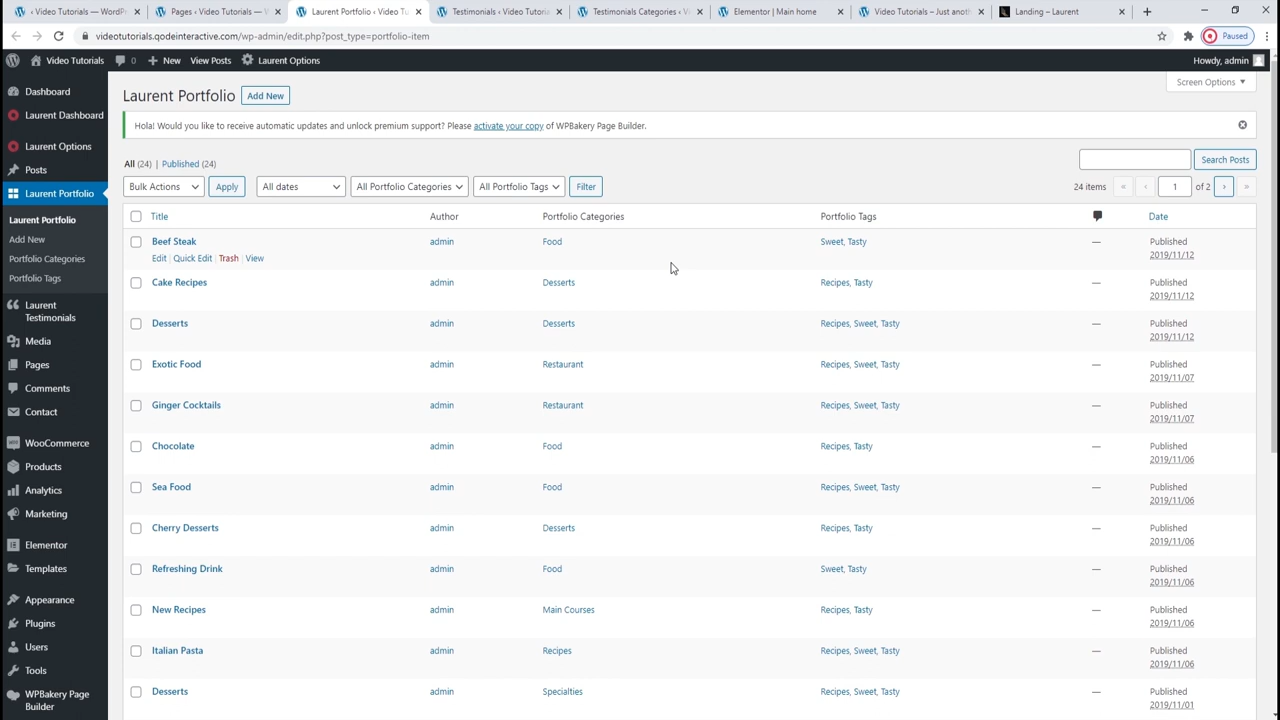 ‹ Video Tutorials — WordPr
Pages ‹ Video Tutorials — Wo
Laurent Portfolio ‹ Video Tu
Testimonials ‹ Video Tutorial
Testimonials Categories ‹ Vi
Elementor | Main home
Video Tutorials – Just anoth
Landing – Laurent
videotutorials.qodeinteractive.com/wp-admin/edit.php?post_type=portfolio-item
Paused
Video Tutorials
0
New
View Posts
Laurent Options
Howdy, admin
Dashboard
Laurent Dashboard
Laurent Options
Posts
Laurent Portfolio
Laurent Portfolio
Add New
Portfolio Categories
Portfolio Tags
Laurent
Testimonials
Media
Pages
Comments
Contact
WooCommerce
Products
Analytics
Marketing
Elementor
Templates
Appearance
Plugins
Users
Tools
WPBakery Page
Builder
Screen Options
Laurent Portfolio Add New
Hola! Would you like to receive automatic updates and unlock premium support? Please activate your copy of WPBakery Page Builder.
All (24) | Published (24)
Search Posts
Bulk Actions Apply All dates All Portfolio Categories All Portfolio Tags Filter 24 items « ‹ 1 of 2 › »
Title Author Portfolio Categories Portfolio Tags Date
Beef Steak admin Food Sweet, Tasty — Published
Edit | Quick Edit | Trash | View 2019/11/12
Cake Recipes admin Desserts Recipes, Tasty — Published
2019/11/12
Desserts admin Desserts Recipes, Sweet, Tasty — Published
2019/11/12
Exotic Food admin Restaurant Recipes, Sweet, Tasty — Published
2019/11/07
Ginger Cocktails admin Restaurant Recipes, Sweet, Tasty — Published
2019/11/07
Chocolate admin Food Recipes, Tasty — Published
2019/11/06
Sea Food admin Food Recipes, Sweet, Tasty — Published
2019/11/06
Cherry Desserts admin Desserts Recipes, Tasty — Published
2019/11/06
Refreshing Drink admin Food Sweet, Tasty — Published
2019/11/06
New Recipes admin Main Courses Recipes, Tasty — Published
2019/11/06
Italian Pasta admin Recipes Recipes, Sweet, Tasty — Published
2019/11/06
Desserts admin Specialties Recipes, Sweet, Tasty — Published
2019/11/01